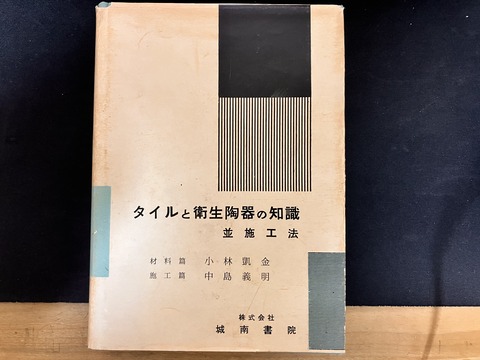 タイルと衛生陶器の知識
並施工法
材料篇 小林凱金
施工篇 中島義明
株式会社
城南書院